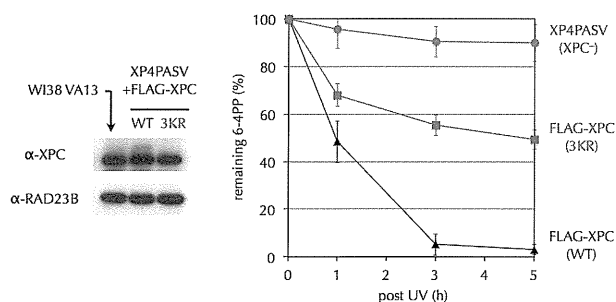 XP4PASV
+FLAG-XPC
WI38 VA13
WT 3KR
α-XPC
α-RAD23B
remaining 6-4PP (%)
100
80
60
40
20
0
0 1 2 3 4 5
post UV (h)
XP4PASV
(XPC⁻)
FLAG-XPC
(3KR)
FLAG-XPC
(WT)